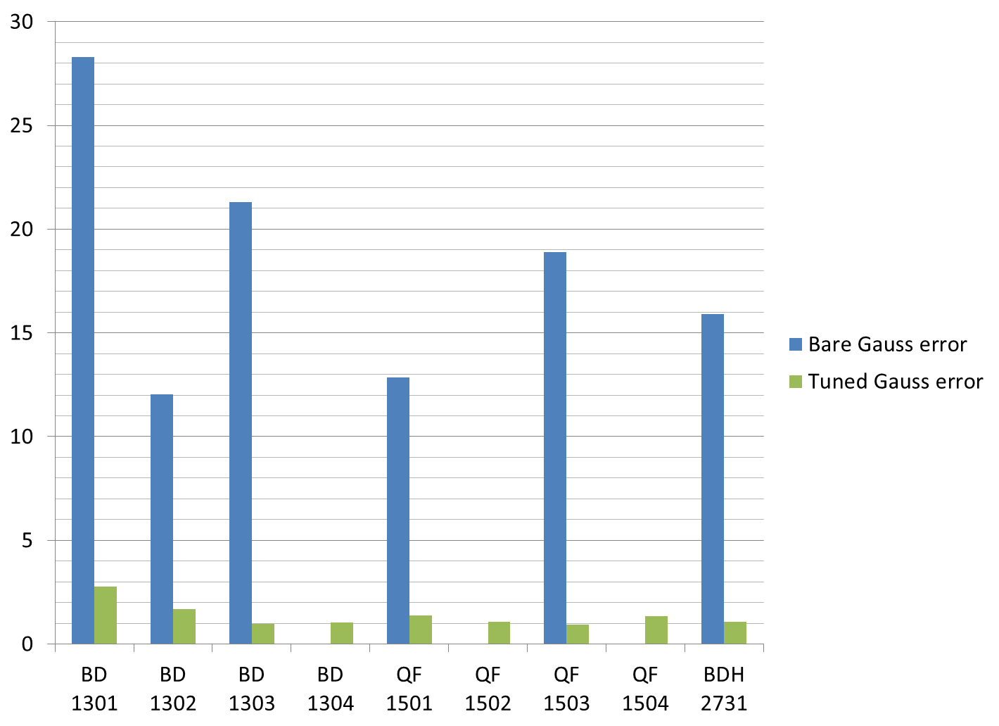 30
25
20
15
10
5
0
BD 1301
BD 1302
BD 1303
BD 1304
QF 1501
QF 1502
QF 1503
QF 1504
BDH 2731
Bare Gauss error
Tuned Gauss error